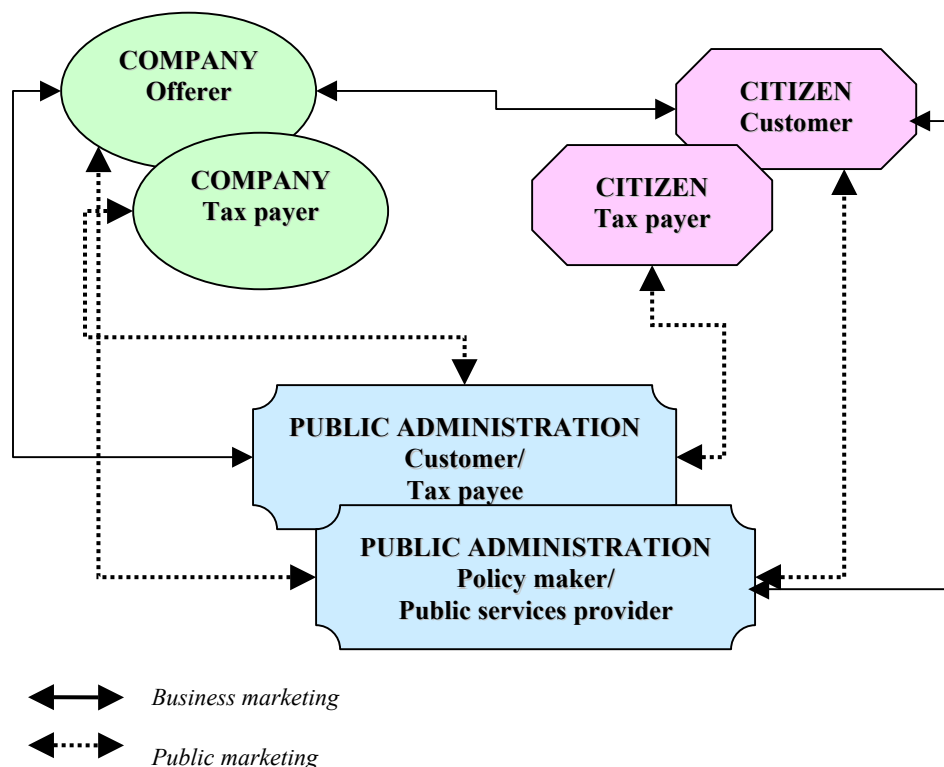 COMPANY
Offerer
COMPANY
Tax payer
CITIZEN
Customer
CITIZEN
Tax payer
PUBLIC ADMINISTRATION
Customer/
Tax payee
PUBLIC ADMINISTRATION
Policy maker/
Public services provider
Business marketing
Public marketing